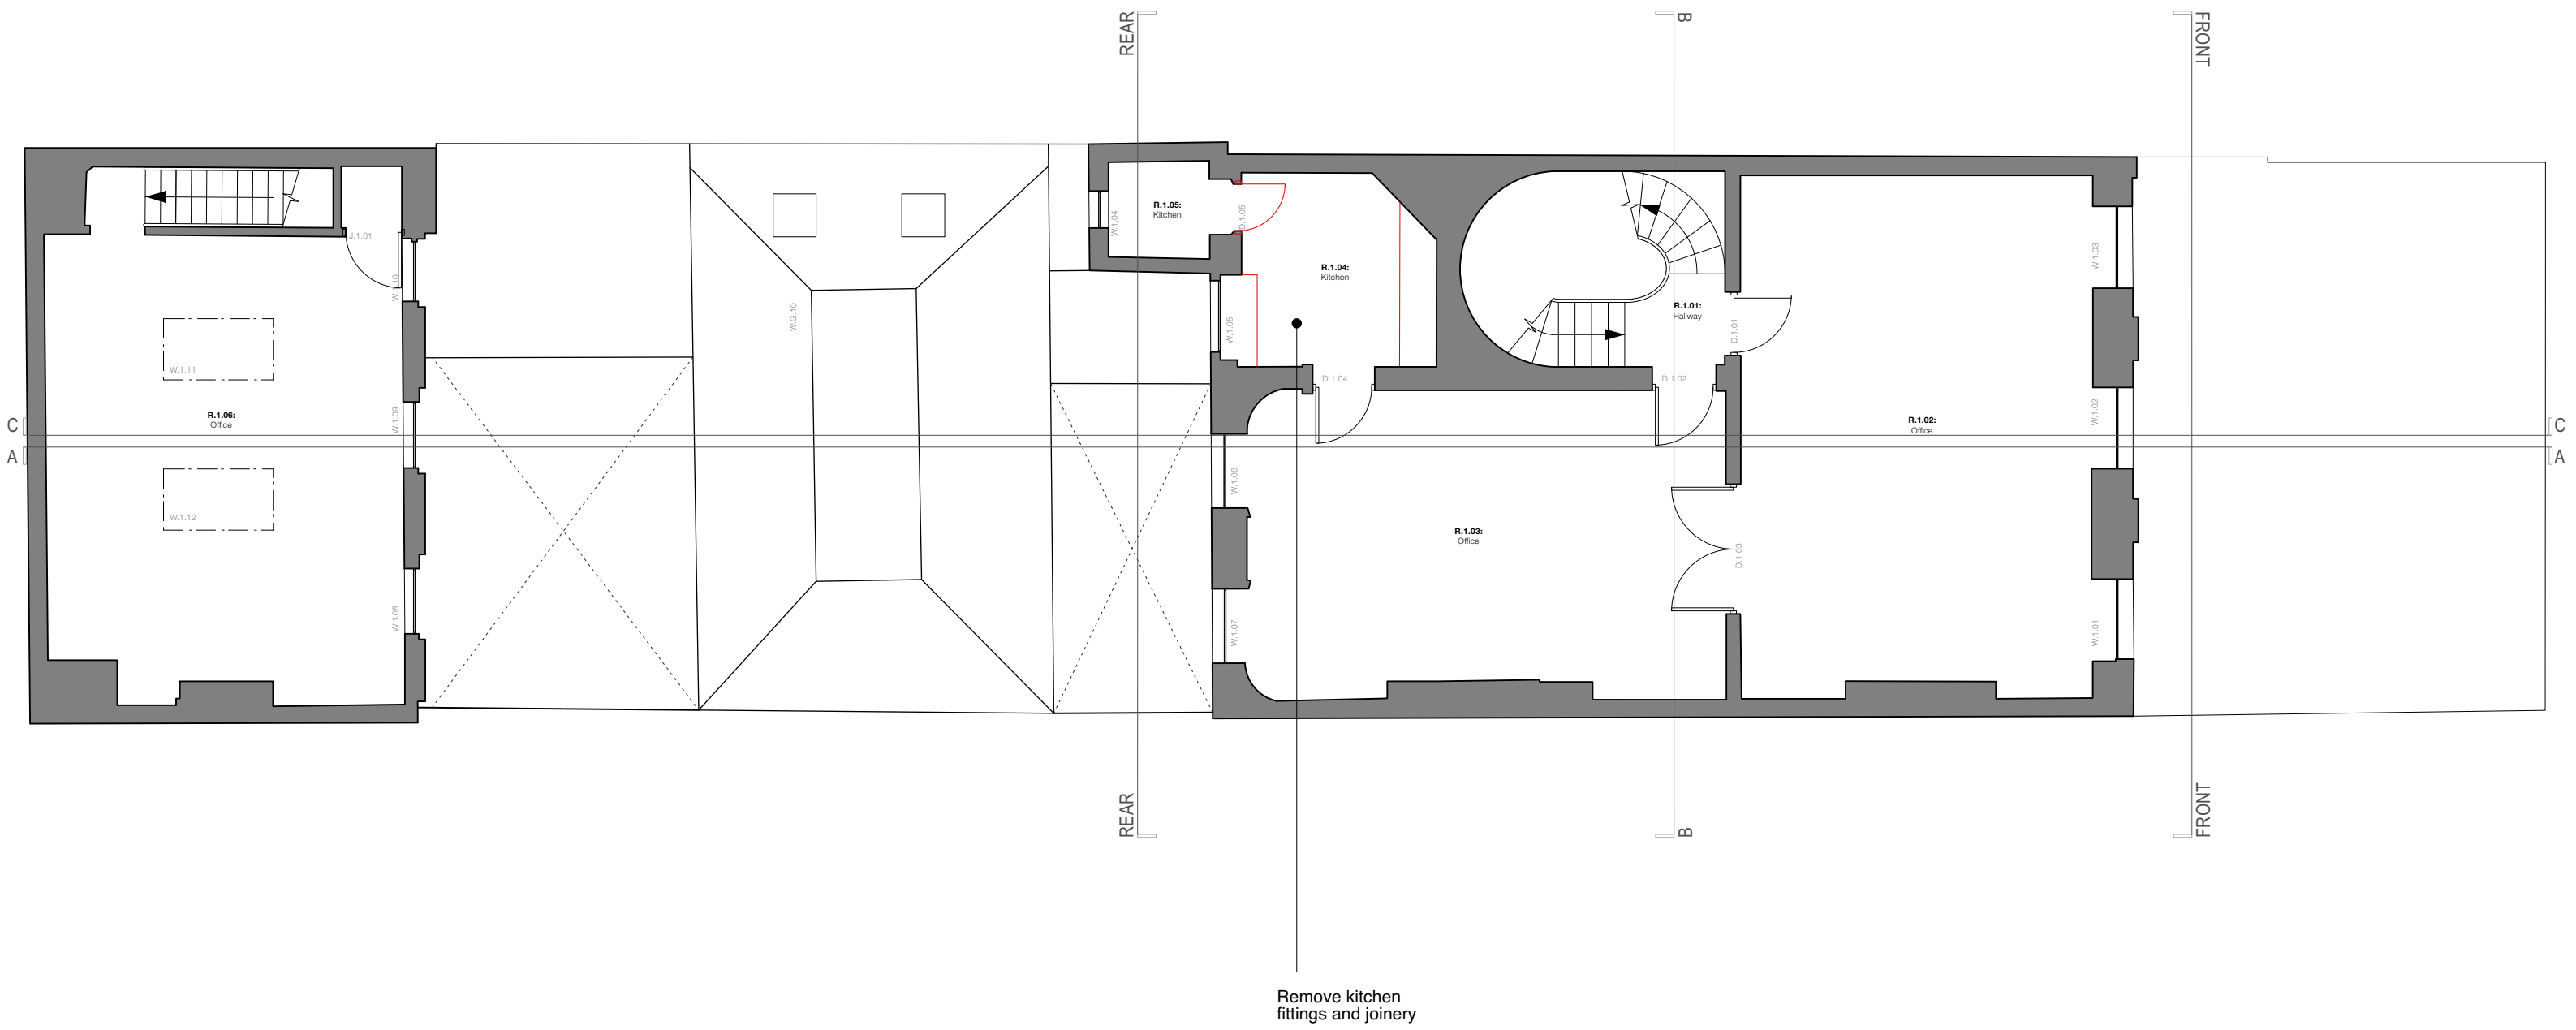 REAR
B
FRONT
J.1.01
W.1.10
W.1.11
R.1.06:
Office
W.1.09
W.1.12
W.1.08
W.G.10
W.1.04
R.1.05:
Kitchen
D.1.05
R.1.04:
Kitchen
W.1.05
D.1.04
R.1.01:
Hallway
D.1.01
D.1.02
W.1.03
W.1.02
R.1.02:
Office
C
A
C
A
W.1.06
R.1.03:
Office
D.1.03
W.1.07
W.1.01
REAR
B
FRONT
Remove kitchen
fittings and joinery